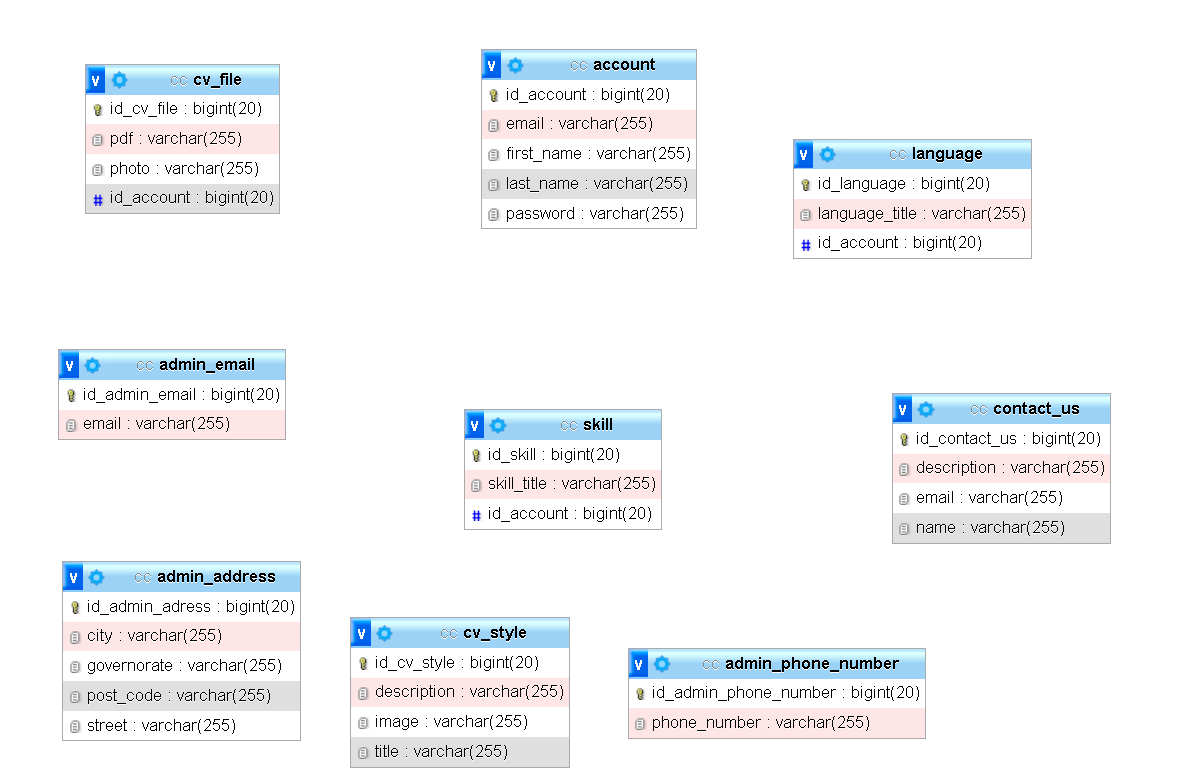 v cc cv_file
id_cv_file : bigint(20)
pdf : varchar(255)
photo : varchar(255)
# id_account : bigint(20)
v cc account
id_account : bigint(20)
email : varchar(255)
first_name : varchar(255)
last_name : varchar(255)
password : varchar(255)
v cc language
id_language : bigint(20)
language_title : varchar(255)
# id_account : bigint(20)
v cc admin_email
id_admin_email : bigint(20)
email : varchar(255)
v cc skill
id_skill : bigint(20)
skill_title : varchar(255)
# id_account : bigint(20)
v cc contact_us
id_contact_us : bigint(20)
description : varchar(255)
email : varchar(255)
name : varchar(255)
v cc admin_address
id_admin_adress : bigint(20)
city : varchar(255)
governorate : varchar(255)
post_code : varchar(255)
street : varchar(255)
v cc cv_style
id_cv_style : bigint(20)
description : varchar(255)
image : varchar(255)
title : varchar(255)
v cc admin_phone_number
id_admin_phone_number : bigint(20)
phone_number : varchar(255)